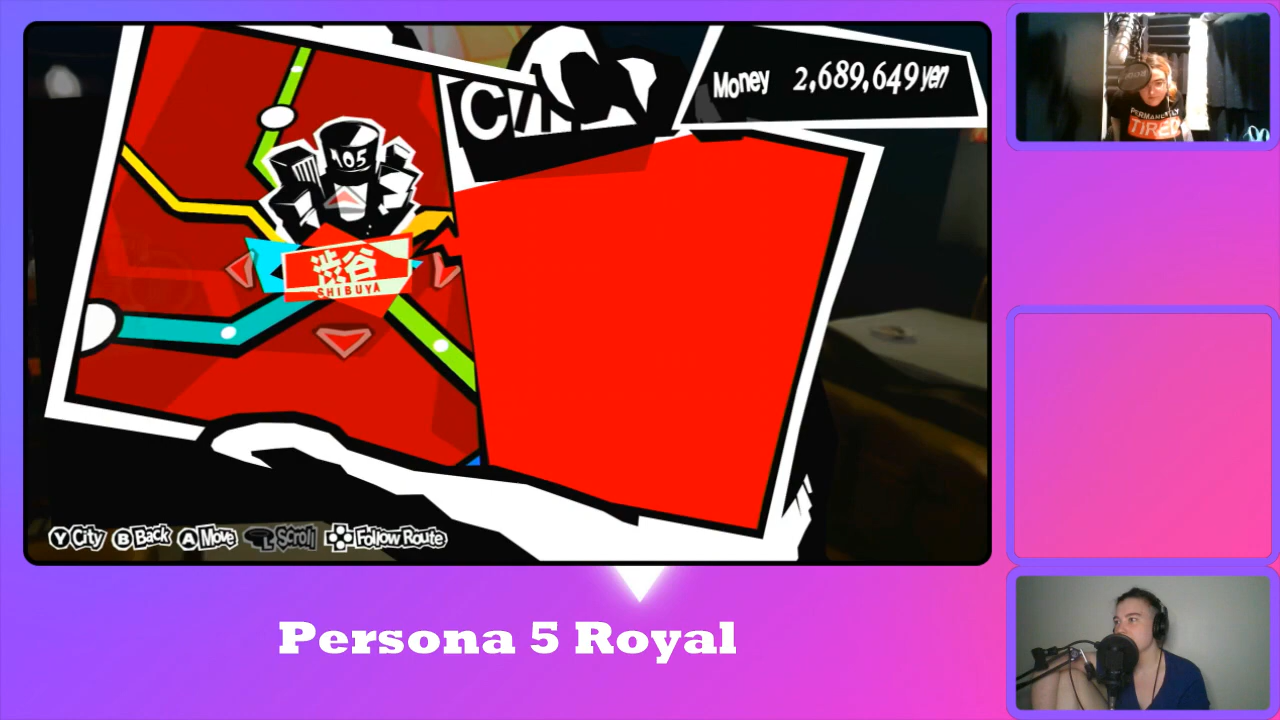 Money 2,689,649 yen
105
渋谷
SHIBUYA
Y City B Back A Move L Scroll Follow Route
Persona 5 Royal
PERMANENTLY
TIRED